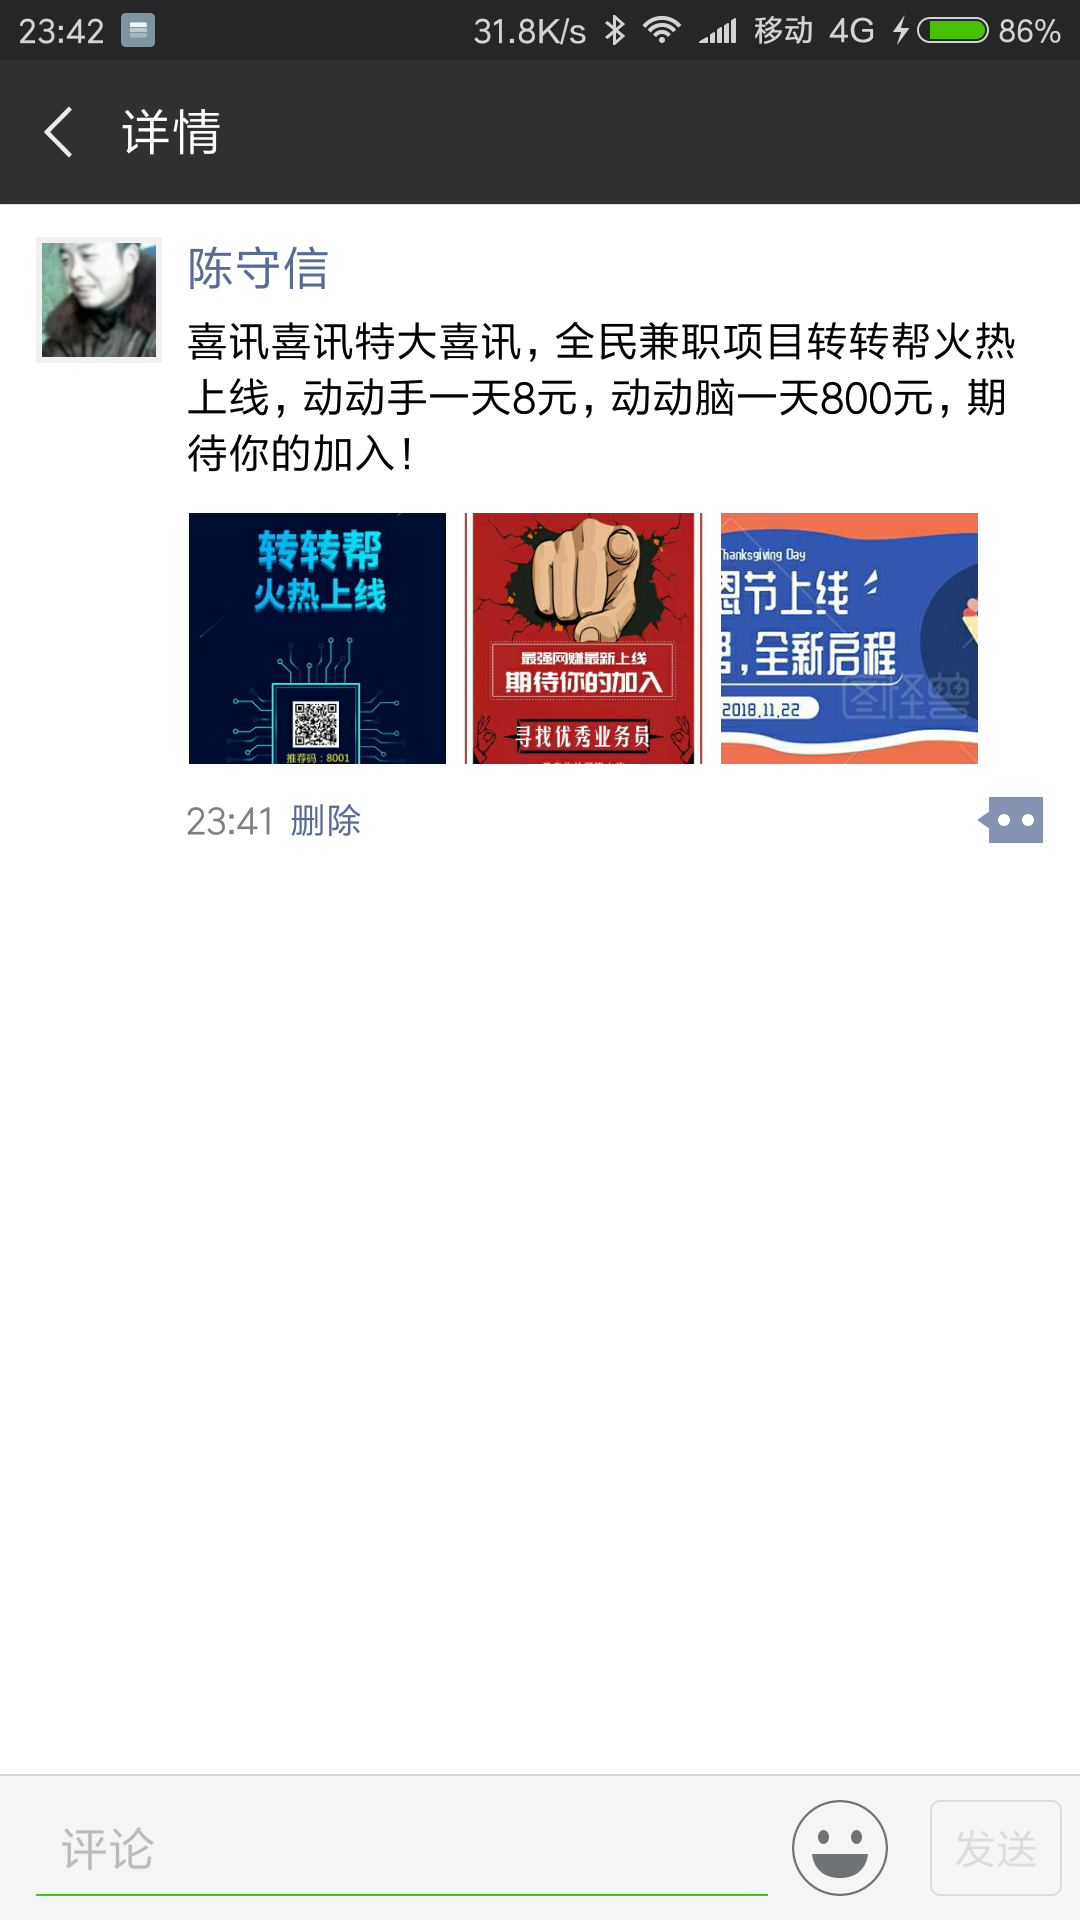 23:42
31.8K/s 移动 4G 86%
详情
陈守信
喜讯喜讯特大喜讯，全民兼职项目转转帮火热
上线，动动手一天8元，动动脑一天800元，期
待你的加入！
转转帮
火热上线
推荐码：8001
最强网赚最新上线
期待你的加入
寻找优秀业务员
Thanksgiving Day
恩节上线
，全新启程
2018.11.22
图怪兽
23:41 删除
评论
发送